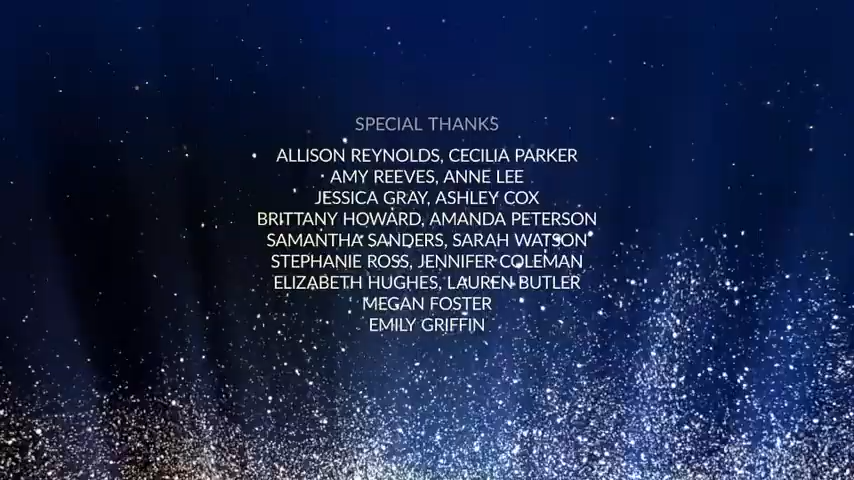 SPECIAL THANKS
ALLISON REYNOLDS, CECILIA PARKER
AMY REEVES, ANNE LEE
JESSICA GRAY, ASHLEY COX
BRITTANY HOWARD, AMANDA PETERSON
SAMANTHA SANDERS, SARAH WATSON
STEPHANIE ROSS, JENNIFER COLEMAN
ELIZABETH HUGHES, LAUREN BUTLER
MEGAN FOSTER
EMILY GRIFFIN